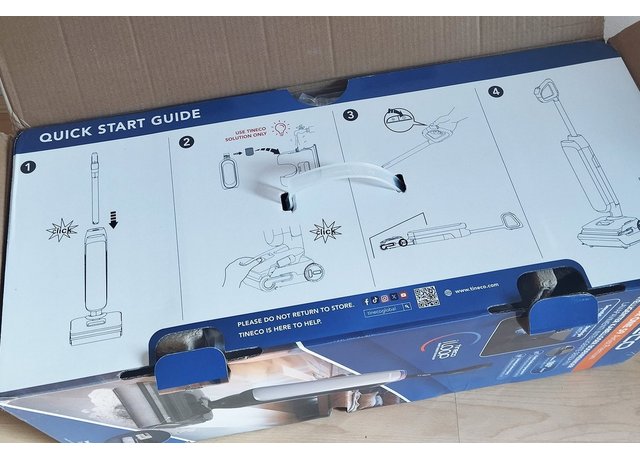 QUICK START GUIDE
1
click
2
USE TINECO
SOLUTION ONLY
click
3
4
PLEASE DO NOT RETURN TO STORE.
TINECO IS HERE TO HELP.
tinecoglobal
www.tineco.com